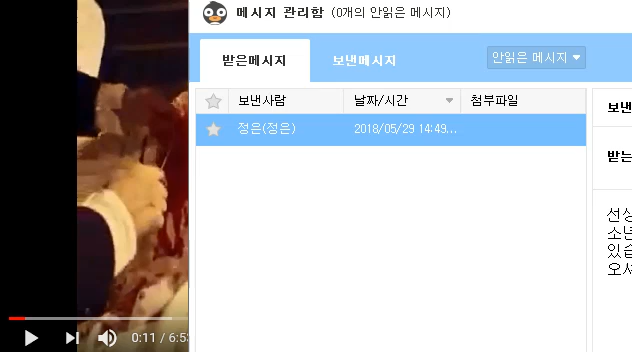 메시지 관리함 (0개의 안읽은 메시지)
받은메시지
보낸메시지
안읽은 메시지
보낸사람
날짜/시간
첨부파일
정은(정은)
2018/05/29 14:49...
보낸
받는
선생
소년
있습
오셔
0:11 / 6:53